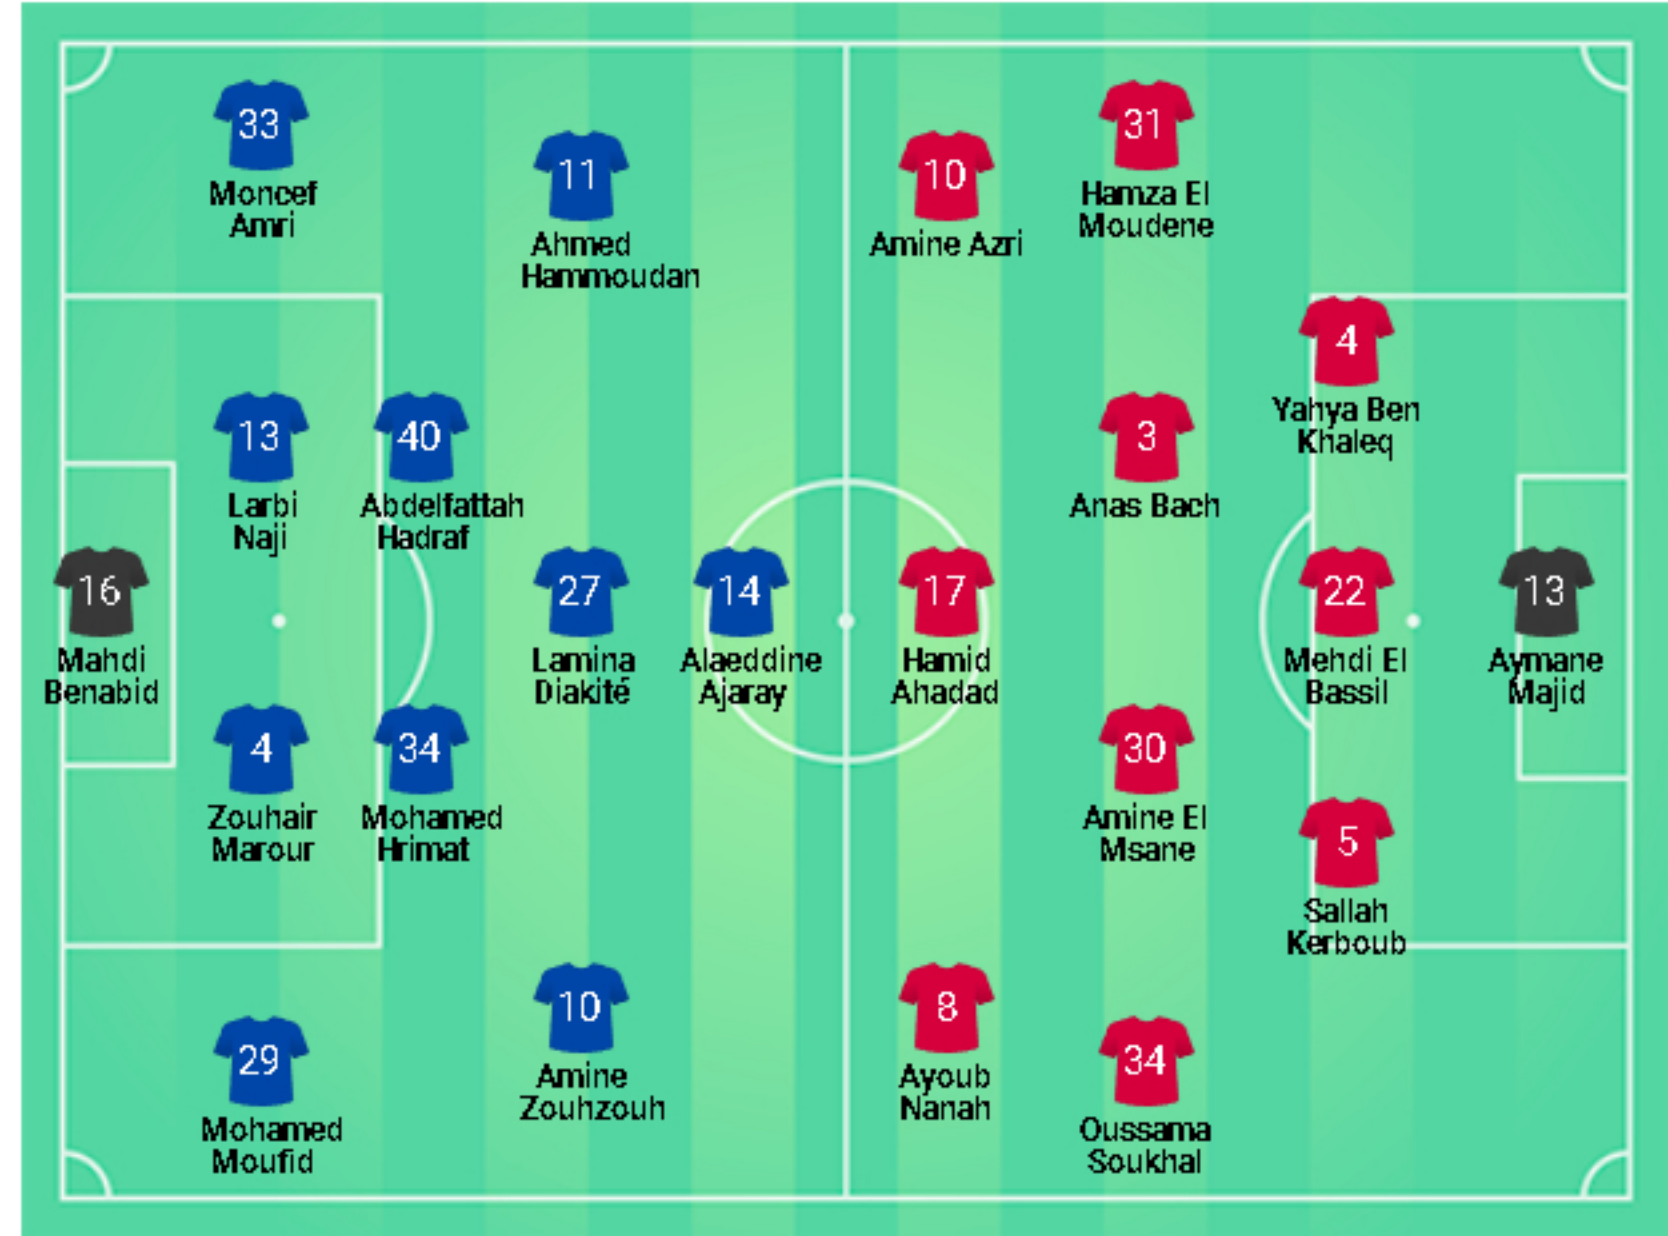 33
Moncef
Amri
11
Ahmed
Hammoudan
10
Amine Azri
31
Hamza El
Moudene
4
Yahya Ben
Khaleq
13
Larbi
Naji
40
Abdelfattah
Hadraf
3
Anas Bach
16
Mahdi
Benabid
27
Lamina
Diakité
14
Alaeddine
Ajaray
17
Hamid
Ahadad
22
Mehdi El
Bassil
13
Aymane
Majid
4
Zouhair
Marour
34
Mohamed
Hrimat
30
Amine El
Msane
5
Sallah
Kerboub
29
Mohamed
Moufid
10
Amine
Zouhzouh
8
Ayoub
Nanah
34
Oussama
Soukhal